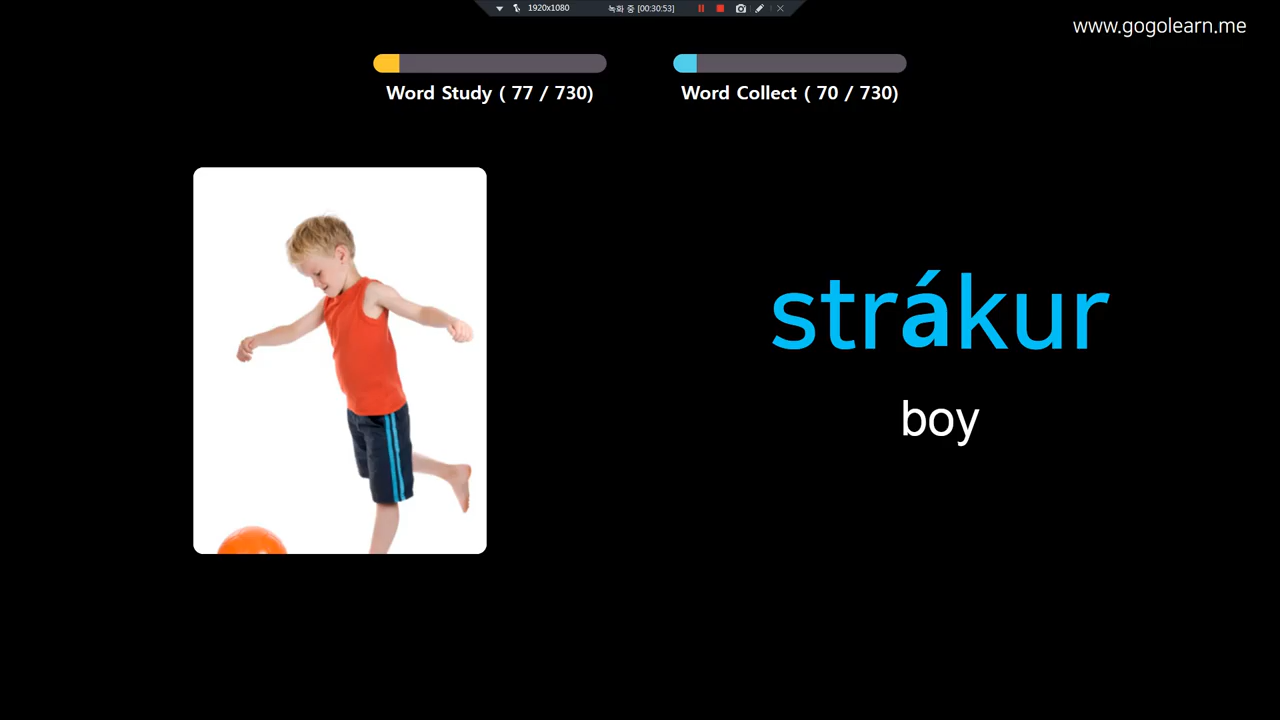 1920x1080 녹화 중 [00:30:53]
www.gogolearn.me
Word Study ( 77 / 730) Word Collect ( 70 / 730)
strákur
boy